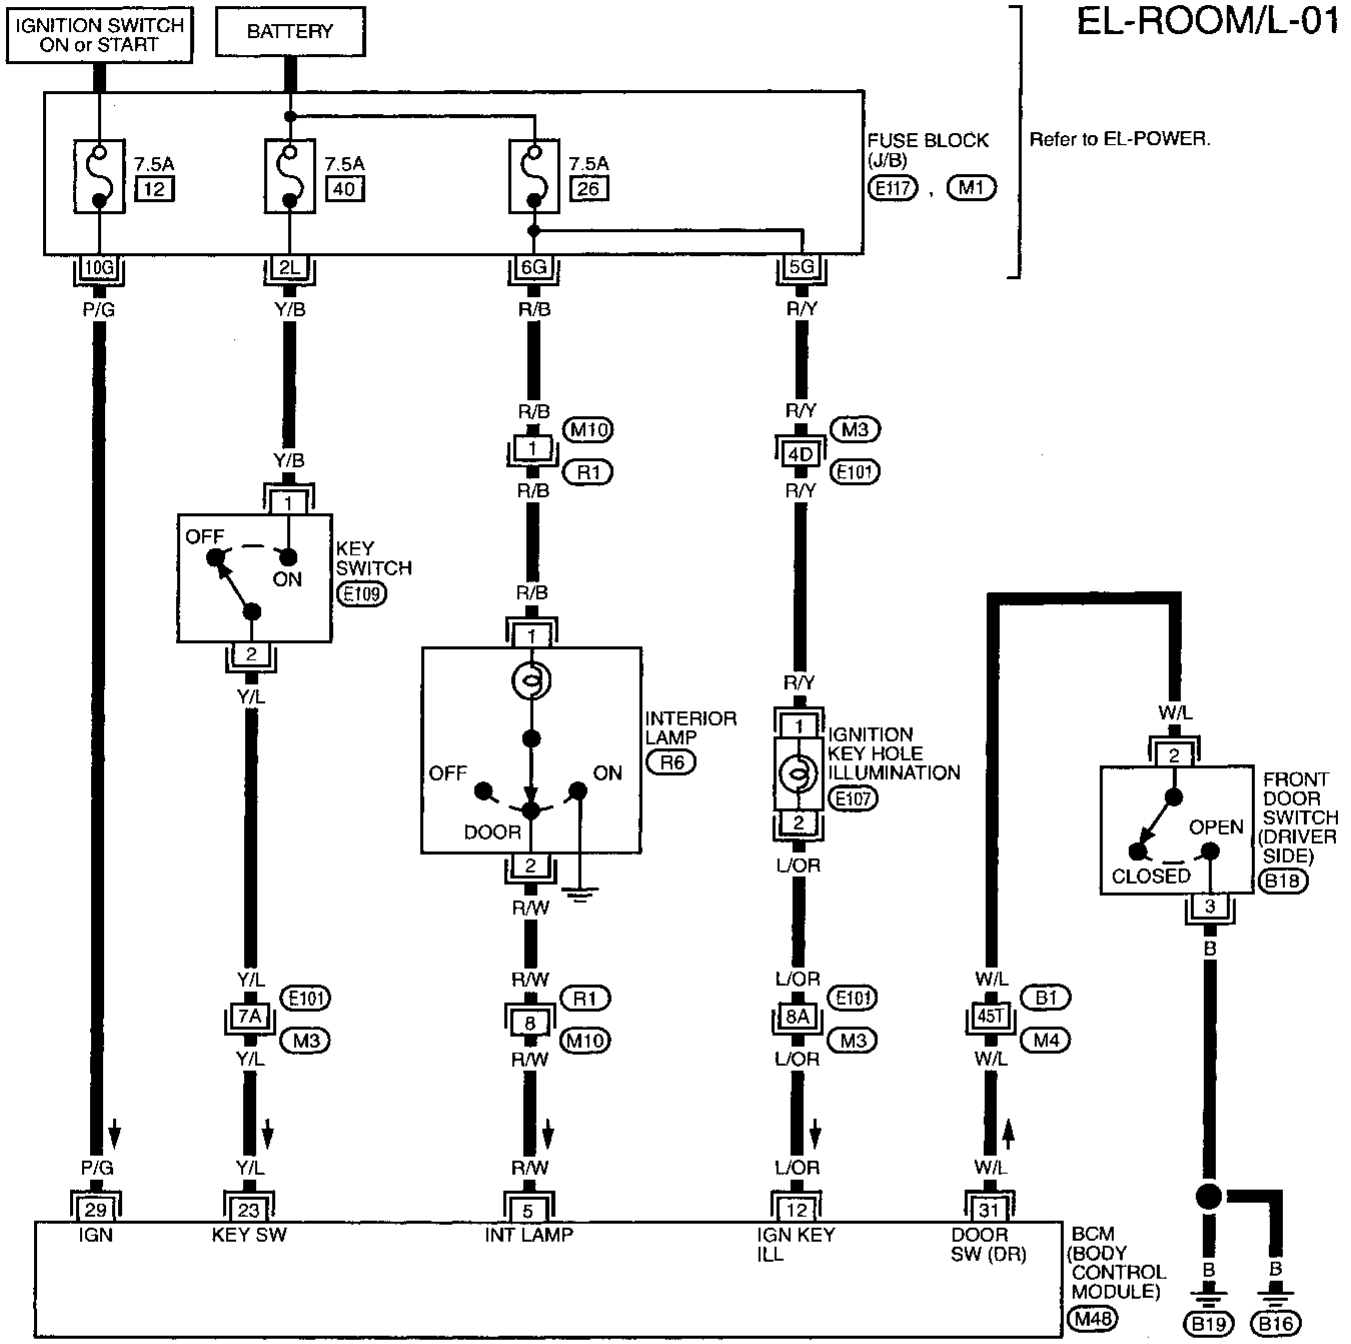 EL-ROOM/L-01
IGNITION SWITCH
ON or START
BATTERY
7.5A
12
7.5A
40
7.5A
26
FUSE BLOCK
(J/B)
E117 , M1
Refer to EL-POWER.
10G
2L
6G
5G
P/G
Y/B
R/B
R/Y
R/B
M10
1
R1
R/B
R/Y
M3
4D
E101
R/Y
Y/B
1
OFF
ON
KEY
SWITCH
E109
2
Y/L
R/B
1
INTERIOR
LAMP
R6
OFF
ON
DOOR
2
R/W
R/Y
1
IGNITION
KEY HOLE
ILLUMINATION
E107
2
L/OR
W/L
2
FRONT
DOOR
SWITCH
(DRIVER
SIDE)
B18
OPEN
CLOSED
3
B
Y/L
E101
7A
M3
Y/L
R/W
R1
8
M10
R/W
L/OR
E101
8A
M3
L/OR
W/L
B1
45T
M4
W/L
P/G
Y/L
R/W
L/OR
W/L
29
23
5
12
31
IGN
KEY SW
INT LAMP
IGN KEY
ILL
DOOR
SW (DR)
BCM
(BODY
CONTROL
MODULE)
M48
B
B
B19
B16